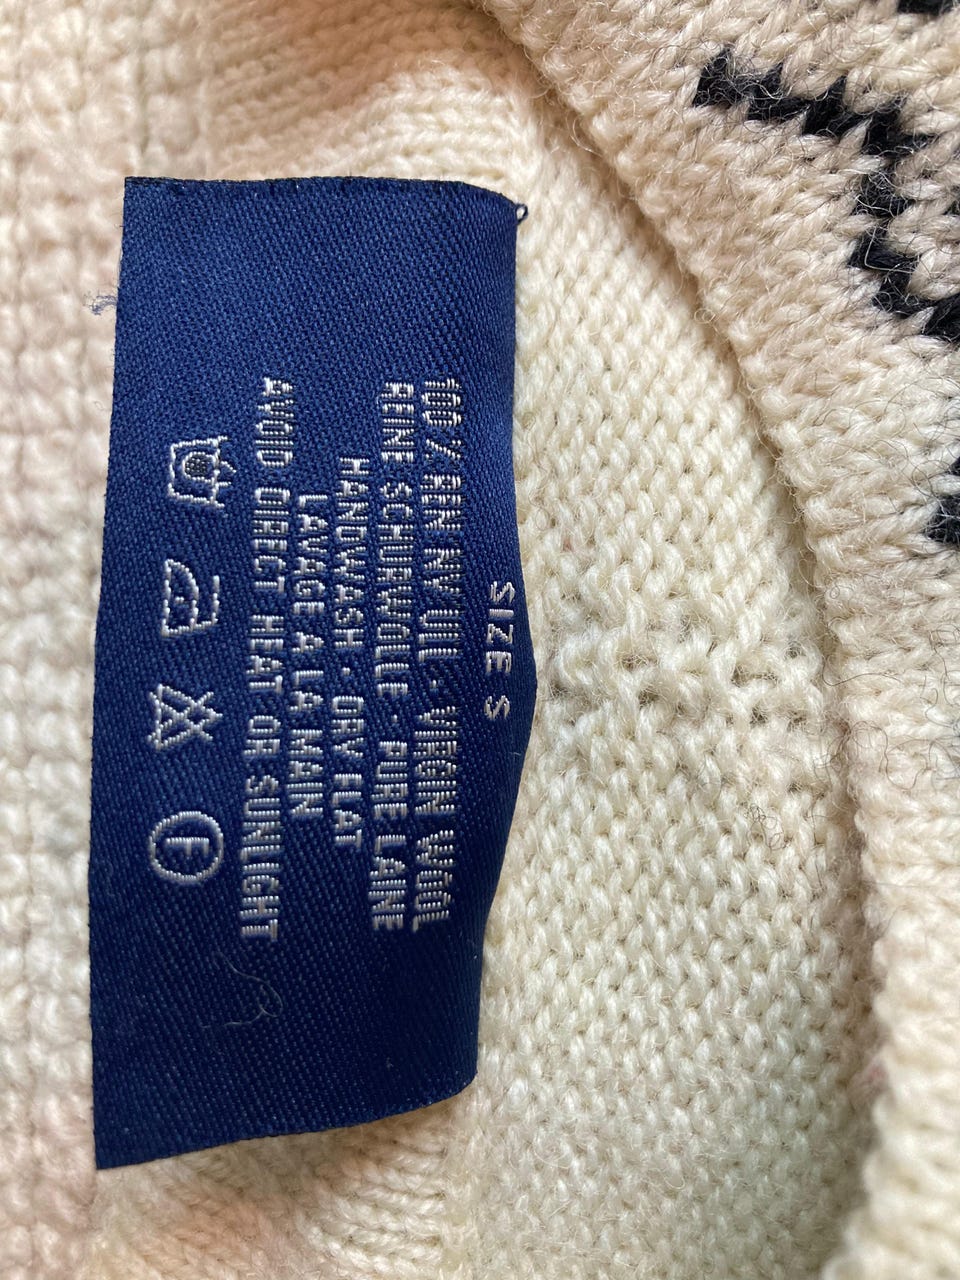 SIZE S
100 % REN NY ULL - VIRGIN WOOL
REINE SCHURWOLLE - PURE LAINE
HANDWASH - DRY FLAT
LAVAGE A LA MAIN
AVOID DIRECT HEAT OR SUNLIGHT
F